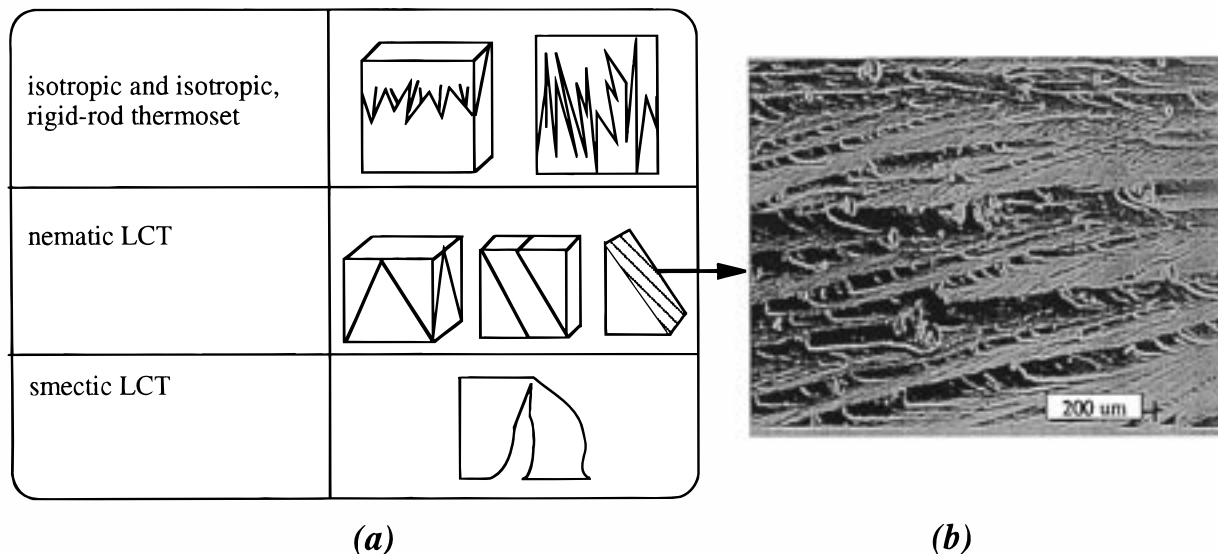 isotropic and isotropic,
rigid-rod thermoset
nematic LCT
smectic LCT
200 um
(a)
(b)